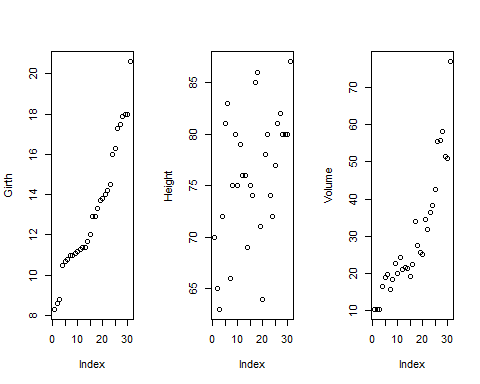 Girth
8 10 12 14 16 18 20
0 10 20 30
Index
Height
65 70 75 80 85
0 10 20 30
Index
Volume
10 20 30 40 50 60 70
0 10 20 30
Index